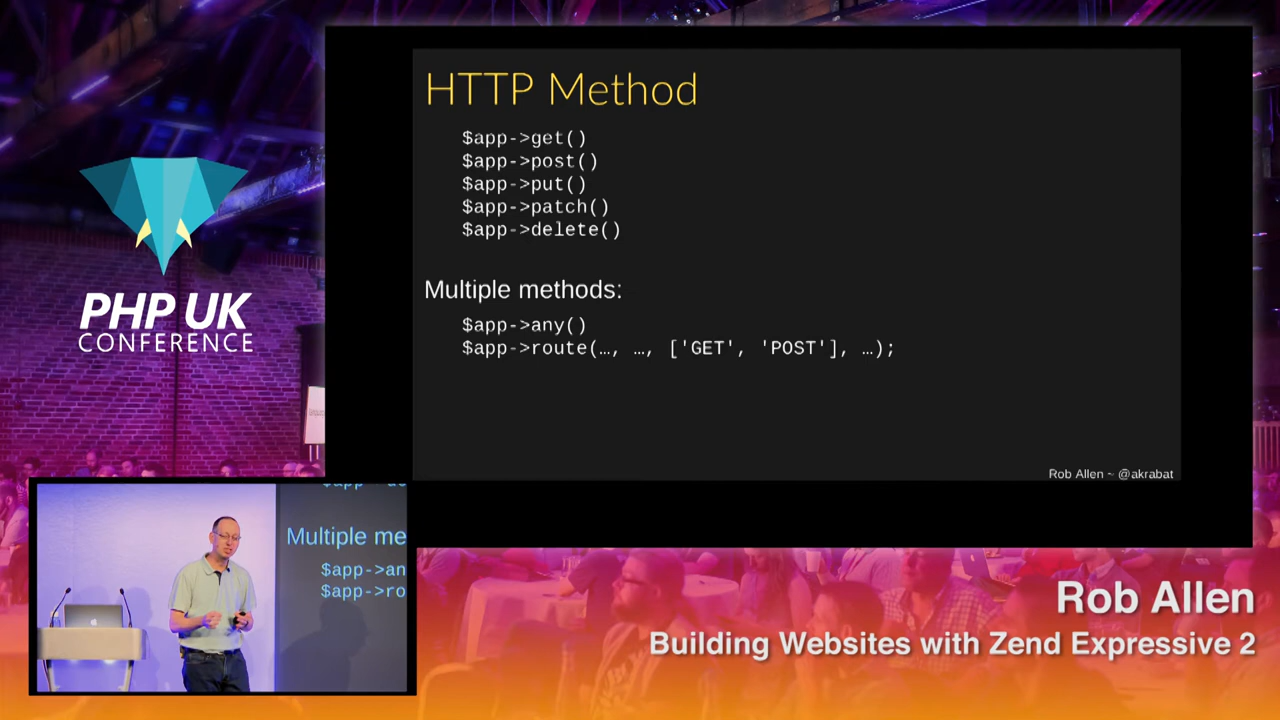 HTTP Method
$app->get()
$app->post()
$app->put()
$app->patch()
$app->delete()
Multiple methods:
$app->any()
$app->route(…, …, ['GET', 'POST'], …);
Rob Allen ~ @akrabat
PHP UK
CONFERENCE
Multiple me
$app->an
$app->ro
Rob Allen
Building Websites with Zend Expressive 2